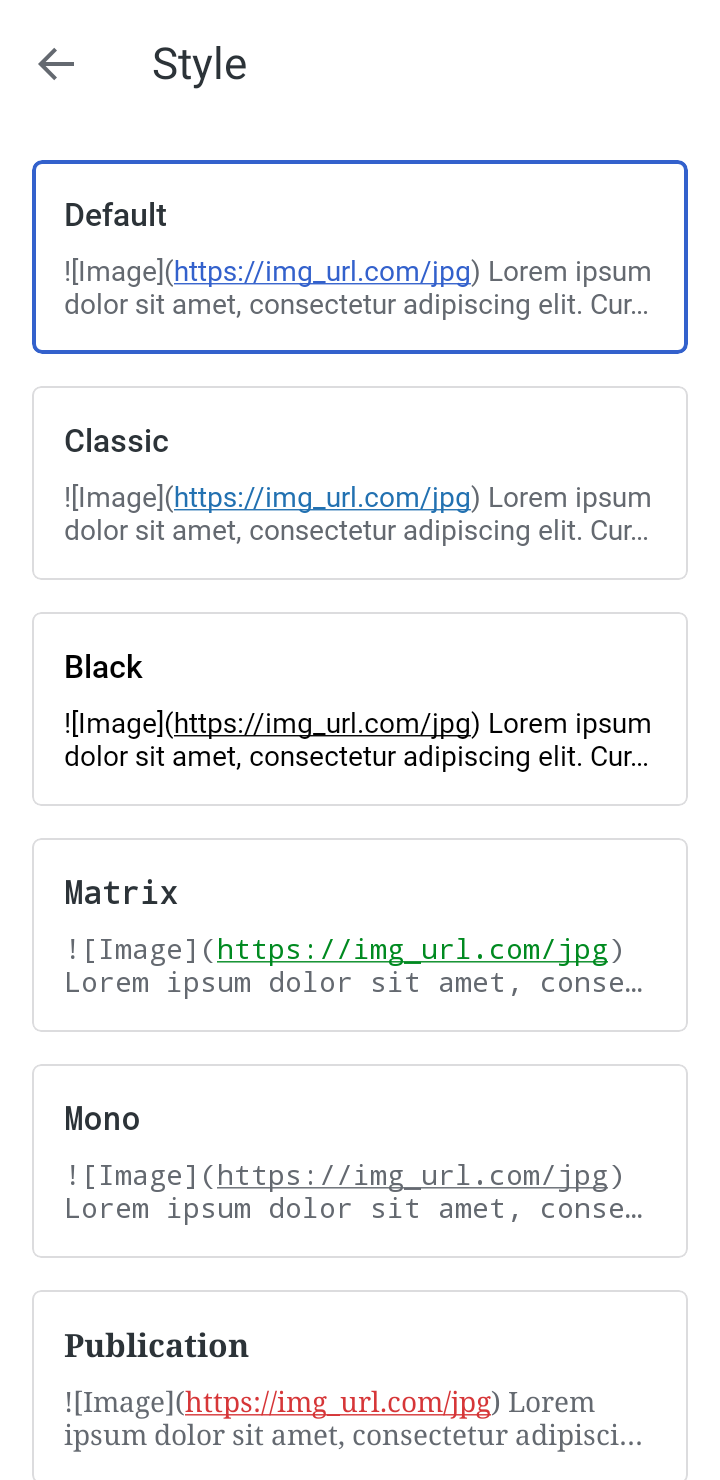 Style
Default
![Image](https://img_url.com/jpg) Lorem ipsum
dolor sit amet, consectetur adipiscing elit. Cur…
Classic
![Image](https://img_url.com/jpg) Lorem ipsum
dolor sit amet, consectetur adipiscing elit. Cur…
Black
![Image](https://img_url.com/jpg) Lorem ipsum
dolor sit amet, consectetur adipiscing elit. Cur…
Matrix
![Image](https://img_url.com/jpg)
Lorem ipsum dolor sit amet, conse…
Mono
![Image](https://img_url.com/jpg)
Lorem ipsum dolor sit amet, conse…
Publication
![Image](https://img_url.com/jpg) Lorem
ipsum dolor sit amet, consectetur adipisci…